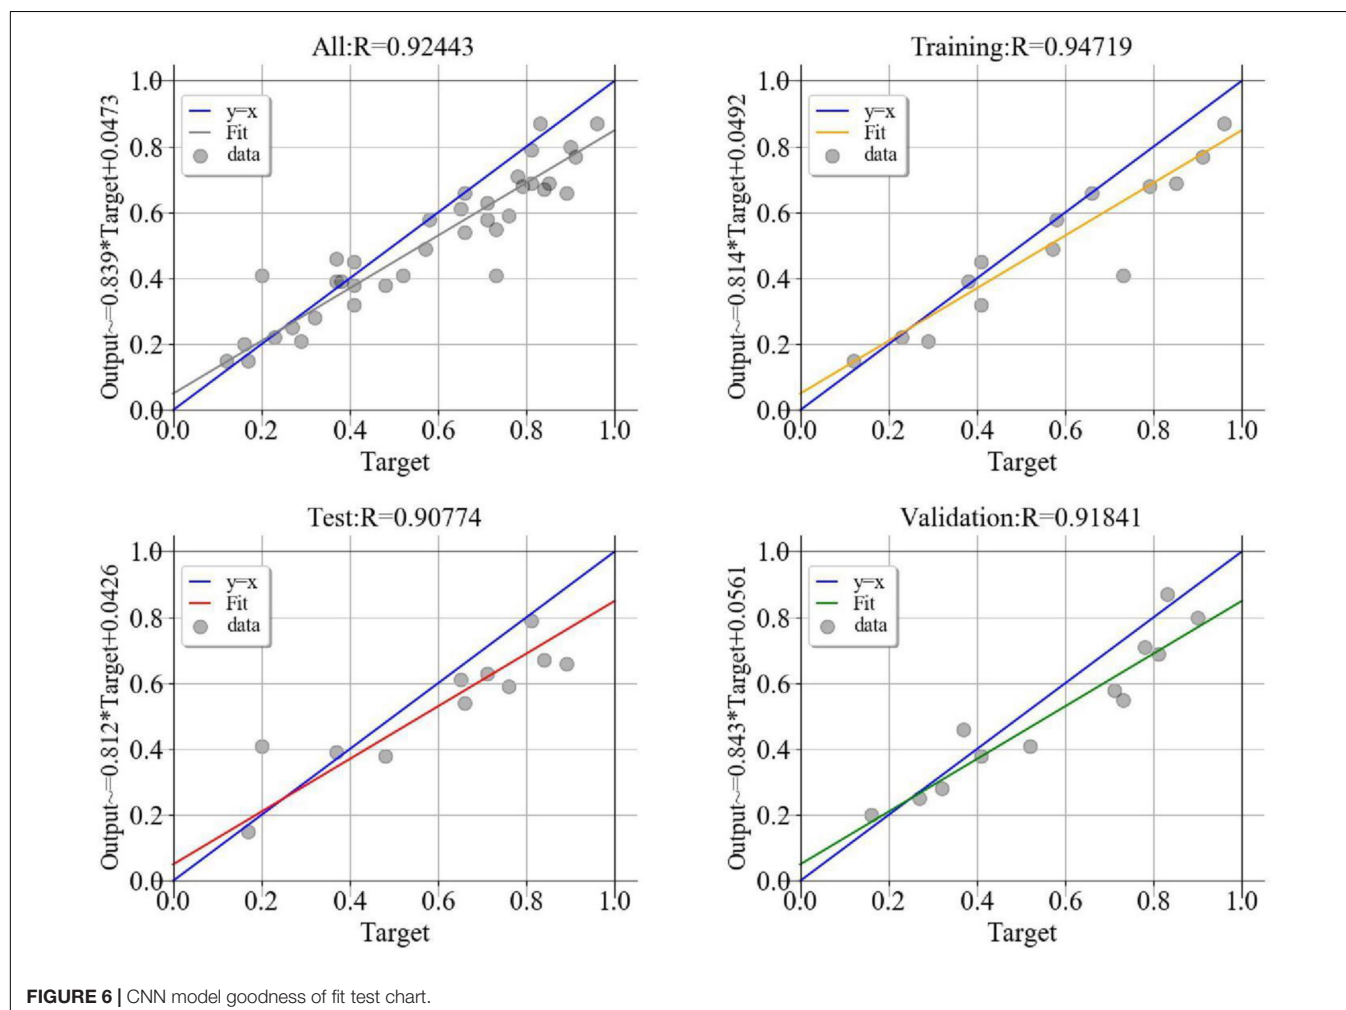 All:R=0.92443
Output~=0.839*Target+0.0473
1.0
0.8
0.6
0.4
0.2
0.0
y=x
Fit
data
0.0 0.2 0.4 0.6 0.8 1.0
Target
Training:R=0.94719
Output~=0.814*Target+0.0492
1.0
0.8
0.6
0.4
0.2
0.0
y=x
Fit
data
0.0 0.2 0.4 0.6 0.8 1.0
Target
Test:R=0.90774
Output~=0.812*Target+0.0426
1.0
0.8
0.6
0.4
0.2
0.0
y=x
Fit
data
0.0 0.2 0.4 0.6 0.8 1.0
Target
Validation:R=0.91841
Output~=0.843*Target+0.0561
1.0
0.8
0.6
0.4
0.2
0.0
y=x
Fit
data
0.0 0.2 0.4 0.6 0.8 1.0
Target
FIGURE 6 | CNN model goodness of fit test chart.